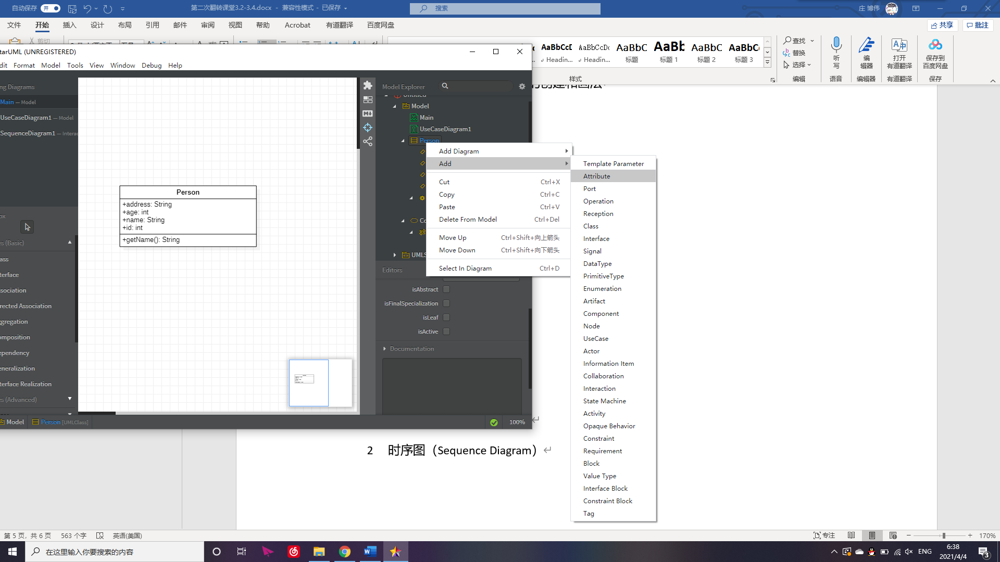 自动保存 开
第二次翻转课堂3.2-3.4.docx - 兼容性模式 - 已保存
搜索
庄 博伟
文件 开始 插入 设计 布局 引用 邮件 审阅 视图 帮助 Acrobat 有道翻译 百度网盘
共享 批注
剪切
AaBbCcD AaBbCcDc AaBbC AaBb AaBbC AaBbCc
Headin... Headin... 标题 标题 1 标题 2 标题 3
样式
查找
替换
选择
编辑
听写
语音
编辑器
编辑器
打开有道翻译
有道翻译
保存到百度网盘
保存
tarUML (UNREGISTERED)
dit Format Model Tools View Window Debug Help
ng Diagrams
Main — Model
UseCaseDiagram1 — Model
SequenceDiagram1 — Interac
ox
es (Basic)
ass
terface
sociation
rected Association
ggregation
omposition
ependency
eneralization
terface Realization
es (Advanced)
Person
+address: String
+age: int
+name: String
+id: int
+getName(): String
Model Explorer
Untitled
Model
Main
UseCaseDiagram1
Person
Co
UMLS
Editors
isAbstract
isFinalSpecialization
isLeaf
isActive
Documentation
Model Person [UMLClass]
100%
Add Diagram
Add
Cut Ctrl+X
Copy Ctrl+C
Paste Ctrl+V
Delete From Model Ctrl+Del
Move Up Ctrl+Shift+向上箭头
Move Down Ctrl+Shift+向下箭头
Select In Diagram Ctrl+D
Template Parameter
Attribute
Port
Operation
Reception
Class
Interface
Signal
DataType
PrimitiveType
Enumeration
Artifact
Component
Node
UseCase
Actor
Information Item
Collaboration
Interaction
State Machine
Activity
Opaque Behavior
Constraint
Requirement
Block
Value Type
Interface Block
Constraint Block
Tag
的创建和画法
2 时序图（Sequence Diagram）
第 5 页，共 6 页 563 个字 英语(美国)
专注
170%
在这里输入你要搜索的内容
ENG
6:38
2021/4/4
3